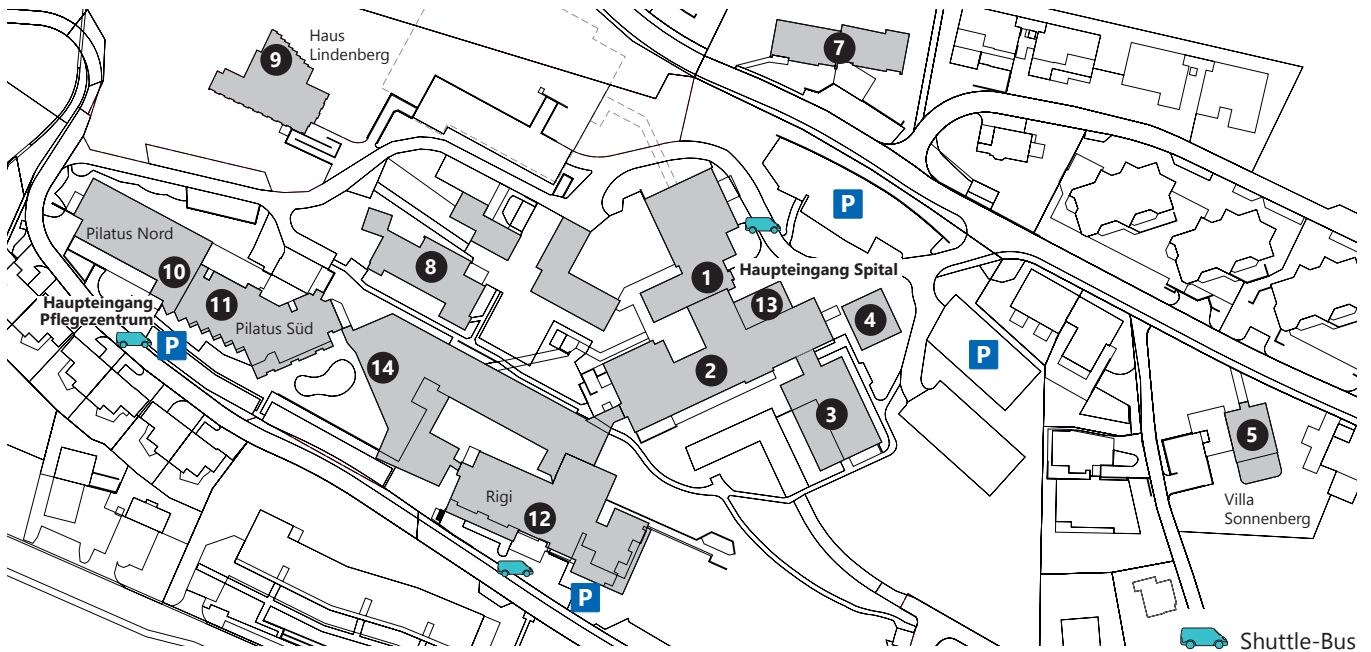 Haus
Lindenberg
9
7
P
Pilatus Nord
10
8
1
Haupteingang Spital
13
4
11
Haupteingang
Pflegezentrum
Pilatus Süd
P
14
2
P
3
5
Rigi
12
Villa
Sonnenberg
P
Shuttle-Bus